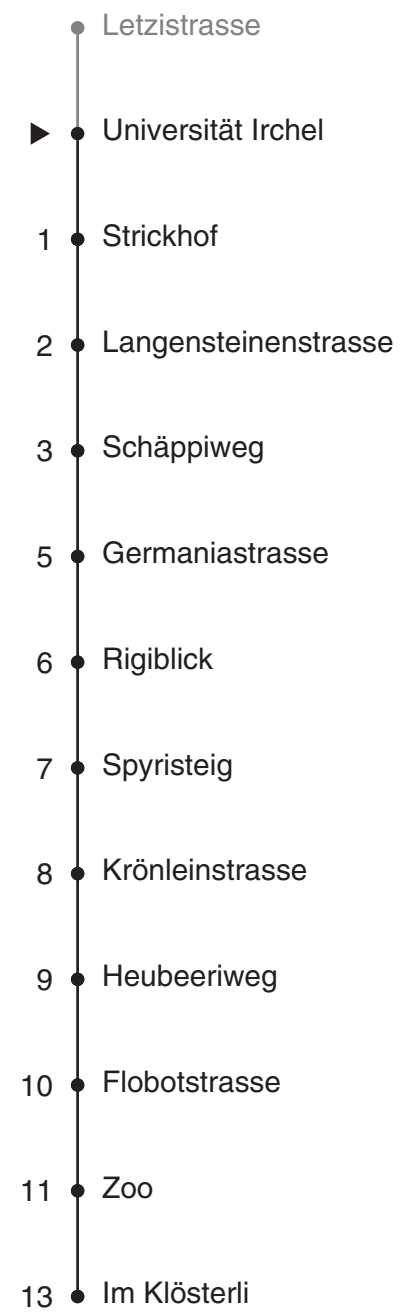 Letzistrasse
Universität Irchel
1 Strickhof
2 Langensteinenstrasse
3 Schäppiweg
5 Germaniastrasse
6 Rigiblick
7 Spyristeig
8 Krönleinstrasse
9 Heubeeriweg
10 Flobotstrasse
11 Zoo
13 Im Klösterli